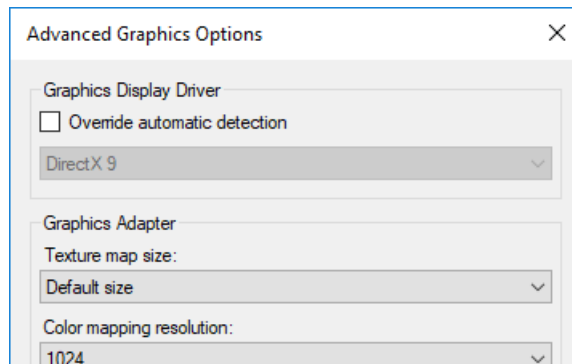 Advanced Graphics Options
Graphics Display Driver
Override automatic detection
DirectX 9
Graphics Adapter
Texture map size:
Default size
Color mapping resolution:
1024